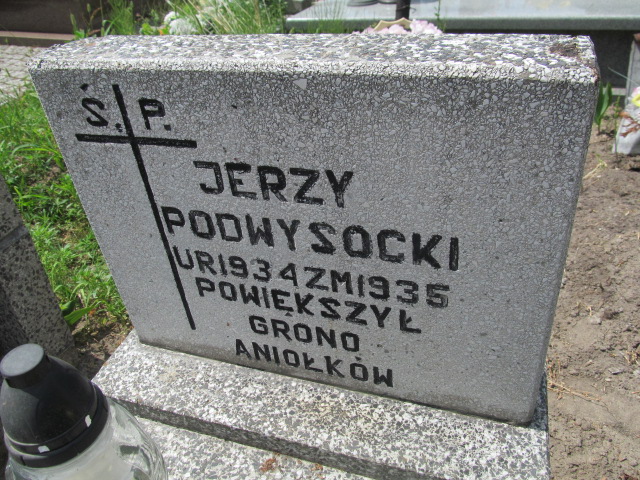 Ś. P.
JERZY
PODWYSOCKI
UR1934ZM1935
POWIĘKSZYŁ
GRONO
ANIOŁKÓW